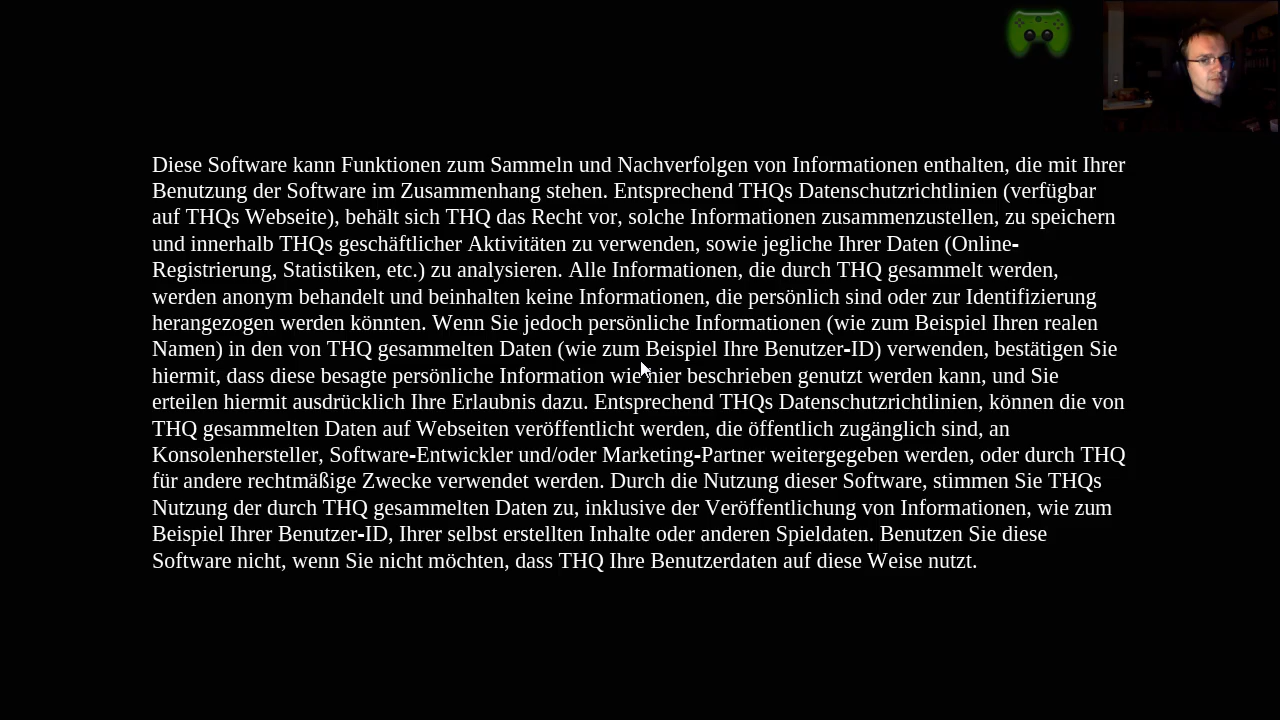 Diese Software kann Funktionen zum Sammeln und Nachverfolgen von Informationen enthalten, die mit Ihrer
Benutzung der Software im Zusammenhang stehen. Entsprechend THQs Datenschutzrichtlinien (verfügbar
auf THQs Webseite), behält sich THQ das Recht vor, solche Informationen zusammenzustellen, zu speichern
und innerhalb THQs geschäftlicher Aktivitäten zu verwenden, sowie jegliche Ihrer Daten (Online-
Registrierung, Statistiken, etc.) zu analysieren. Alle Informationen, die durch THQ gesammelt werden,
werden anonym behandelt und beinhalten keine Informationen, die persönlich sind oder zur Identifizierung
herangezogen werden könnten. Wenn Sie jedoch persönliche Informationen (wie zum Beispiel Ihren realen
Namen) in den von THQ gesammelten Daten (wie zum Beispiel Ihre Benutzer-ID) verwenden, bestätigen Sie
hiermit, dass diese besagte persönliche Information wie hier beschrieben genutzt werden kann, und Sie
erteilen hiermit ausdrücklich Ihre Erlaubnis dazu. Entsprechend THQs Datenschutzrichtlinien, können die von
THQ gesammelten Daten auf Webseiten veröffentlicht werden, die öffentlich zugänglich sind, an
Konsolenhersteller, Software-Entwickler und/oder Marketing-Partner weitergegeben werden, oder durch THQ
für andere rechtmäßige Zwecke verwendet werden. Durch die Nutzung dieser Software, stimmen Sie THQs
Nutzung der durch THQ gesammelten Daten zu, inklusive der Veröffentlichung von Informationen, wie zum
Beispiel Ihrer Benutzer-ID, Ihrer selbst erstellten Inhalte oder anderen Spieldaten. Benutzen Sie diese
Software nicht, wenn Sie nicht möchten, dass THQ Ihre Benutzerdaten auf diese Weise nutzt.